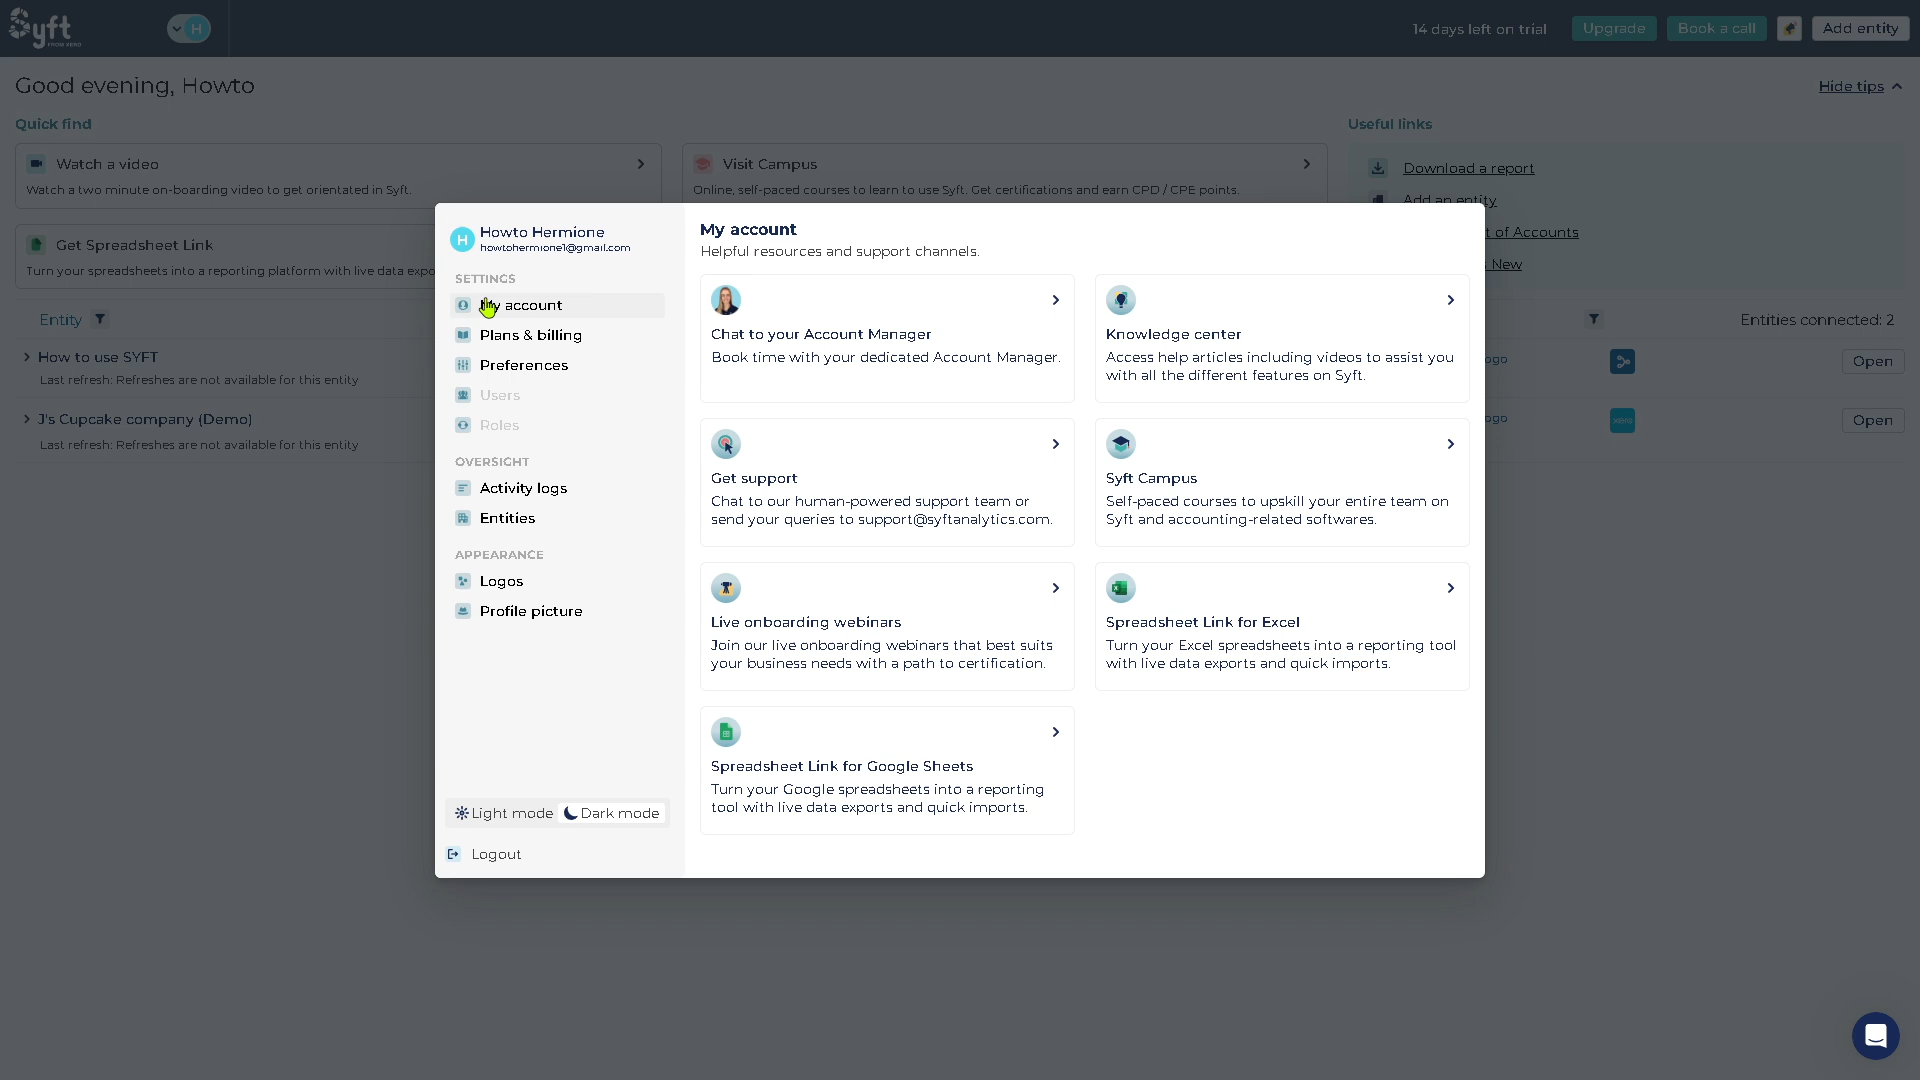 Syft
FROM XERO
H
14 days left on trial
Upgrade
Book a call
Add entity
Good evening, Howto
Hide tips
Quick find
Useful links
Watch a video
Watch a two minute on-boarding video to get orientated in Syft.
Visit Campus
Online, self-paced courses to learn to use Syft. Get certifications and earn CPD / CPE points.
Download a report
Add an entity
t of Accounts
New
Get Spreadsheet Link
Turn your spreadsheets into a reporting platform with live data expo
Entity
Entities connected: 2
How to use SYFT
Last refresh: Refreshes are not available for this entity
ogo
Open
J's Cupcake company (Demo)
Last refresh: Refreshes are not available for this entity
ogo
xero
Open
H
Howto Hermione
howtohermione1@gmail.com
SETTINGS
My account
Plans & billing
Preferences
Users
Roles
OVERSIGHT
Activity logs
Entities
APPEARANCE
Logos
Profile picture
Light mode
Dark mode
Logout
My account
Helpful resources and support channels.
Chat to your Account Manager
Book time with your dedicated Account Manager.
Knowledge center
Access help articles including videos to assist you
with all the different features on Syft.
Get support
Chat to our human-powered support team or
send your queries to support@syftanalytics.com.
Syft Campus
Self-paced courses to upskill your entire team on
Syft and accounting-related softwares.
Live onboarding webinars
Join our live onboarding webinars that best suits
your business needs with a path to certification.
Spreadsheet Link for Excel
Turn your Excel spreadsheets into a reporting tool
with live data exports and quick imports.
Spreadsheet Link for Google Sheets
Turn your Google spreadsheets into a reporting
tool with live data exports and quick imports.